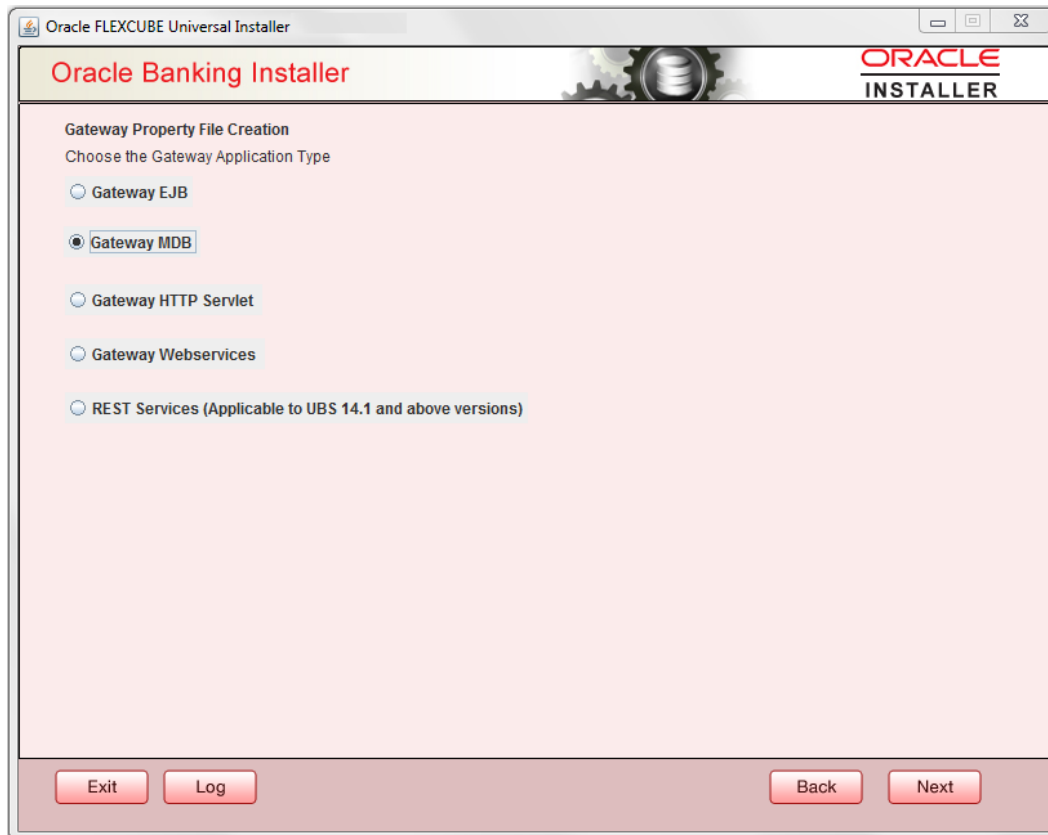 Oracle FLEXCUBE Universal Installer
Oracle Banking Installer
ORACLE
INSTALLER
Gateway Property File Creation
Choose the Gateway Application Type
Gateway EJB
Gateway MDB
Gateway HTTP Servlet
Gateway Webservices
REST Services (Applicable to UBS 14.1 and above versions)
Exit Log Back Next